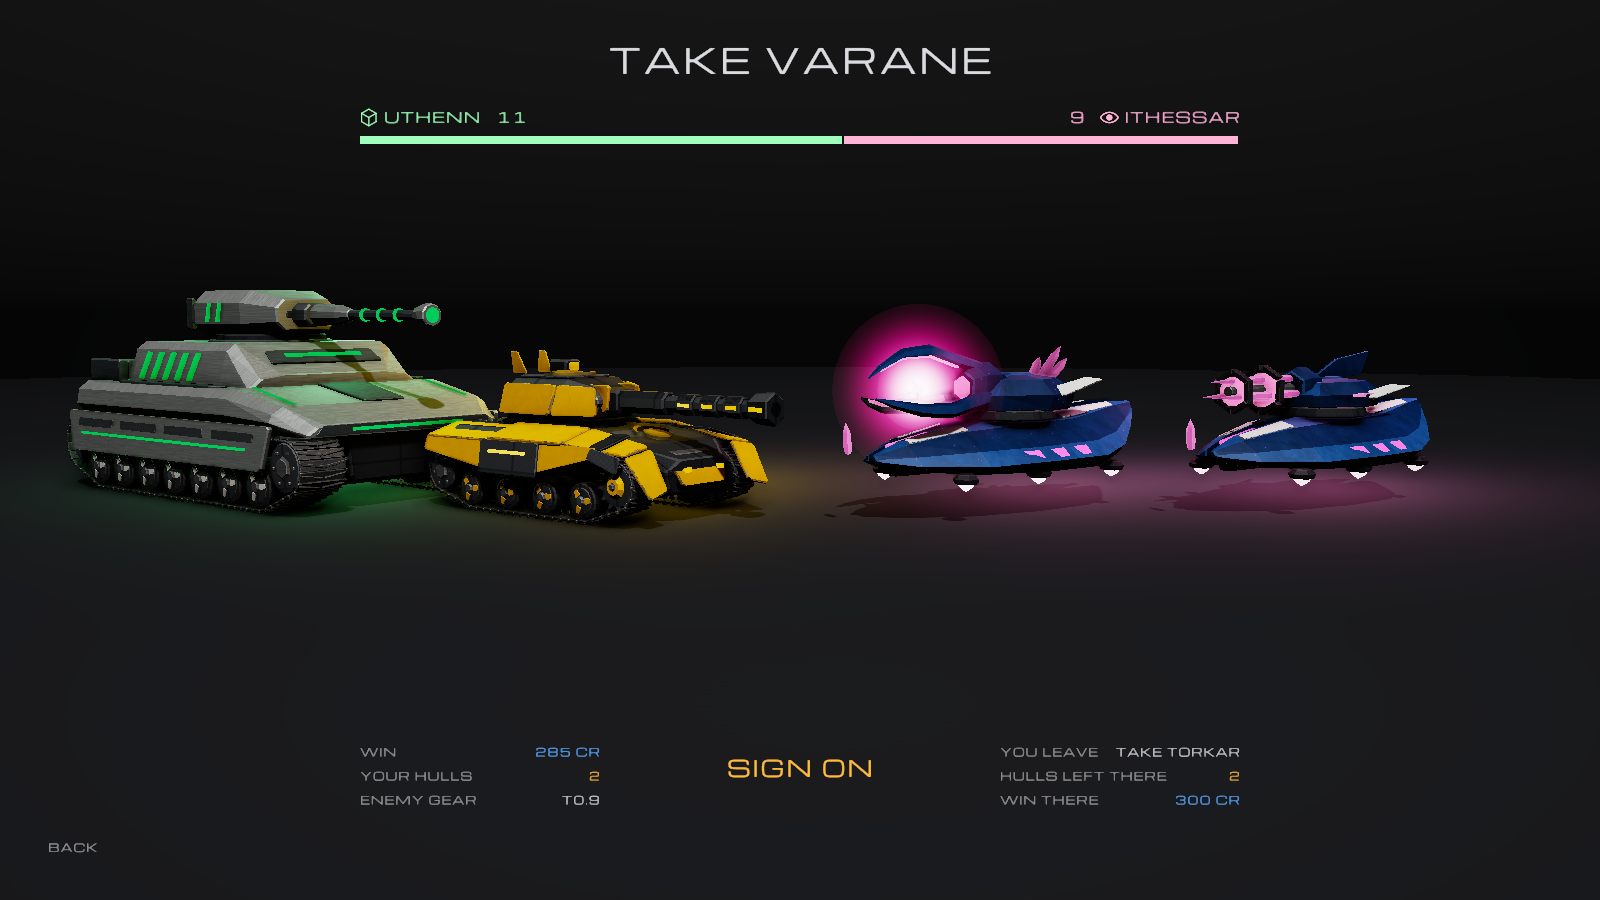 TAKE VARANE
UTHENN 11
9 ITHESSAR
WIN 285 CR
YOUR HULLS 2
ENEMY GEAR T0.9
SIGN ON
YOU LEAVE TAKE TORKAR
HULLS LEFT THERE 2
WIN THERE 300 CR
BACK